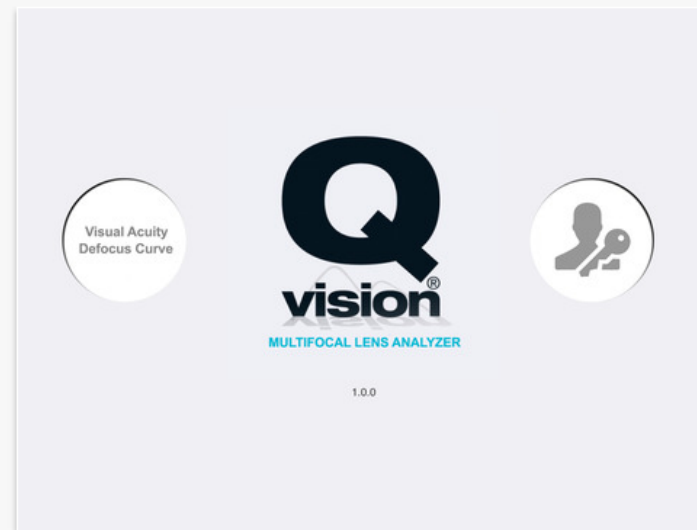 Visual Acuity
Defocus Curve
Q
vision®
MULTIFOCAL LENS ANALYZER
1.0.0